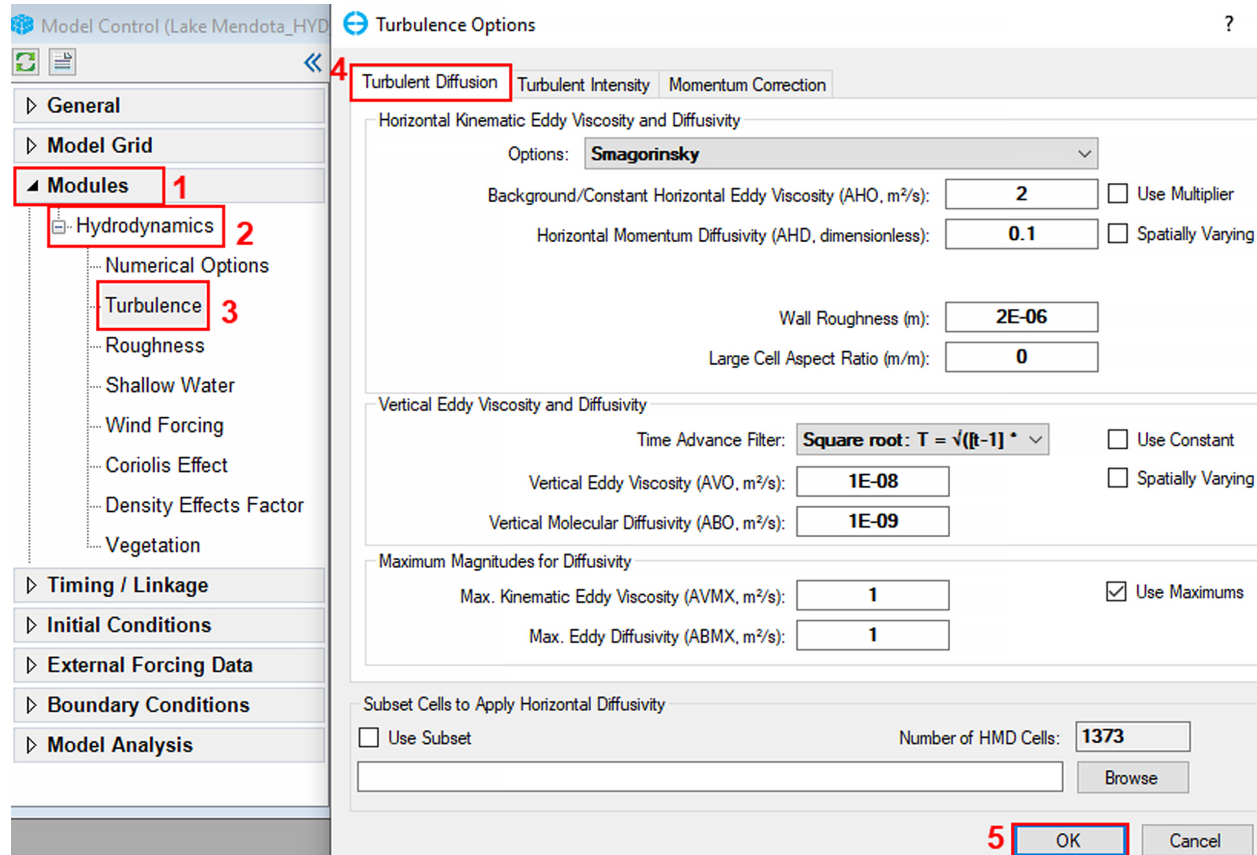 Model Control (Lake Mendota_HYD
General
Model Grid
Modules 1
Hydrodynamics 2
Numerical Options
Turbulence 3
Roughness
Shallow Water
Wind Forcing
Coriolis Effect
Density Effects Factor
Vegetation
Timing / Linkage
Initial Conditions
External Forcing Data
Boundary Conditions
Model Analysis
Turbulence Options ?
4 Turbulent Diffusion Turbulent Intensity Momentum Correction
Horizontal Kinematic Eddy Viscosity and Diffusivity
Options: Smagorinsky
Background/Constant Horizontal Eddy Viscosity (AHO, m²/s): 2 Use Multiplier
Horizontal Momentum Diffusivity (AHD, dimensionless): 0.1 Spatially Varying
Wall Roughness (m): 2E-06
Large Cell Aspect Ratio (m/m): 0
Vertical Eddy Viscosity and Diffusivity
Time Advance Filter: Square root: T = √([t-1] * Use Constant
Vertical Eddy Viscosity (AVO, m²/s): 1E-08 Spatially Varying
Vertical Molecular Diffusivity (ABO, m²/s): 1E-09
Maximum Magnitudes for Diffusivity
Max. Kinematic Eddy Viscosity (AVMX, m²/s): 1 Use Maximums
Max. Eddy Diffusivity (ABMX, m²/s): 1
Subset Cells to Apply Horizontal Diffusivity
Use Subset Number of HMD Cells: 1373
Browse
5 OK Cancel